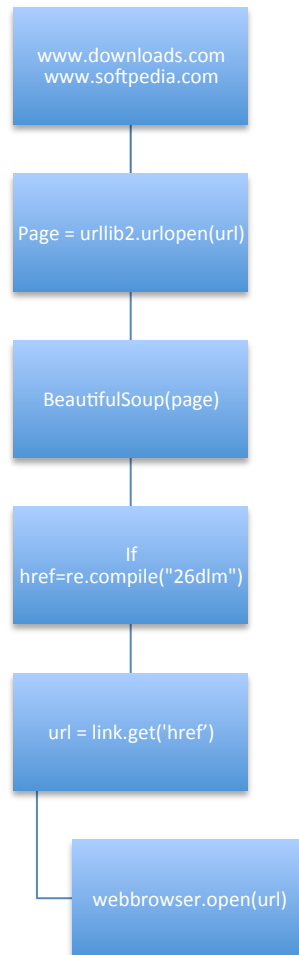 www.downloads.com
www.softpedia.com
Page = urllib2.urlopen(url)
BeautifulSoup(page)
If
href=re.compile("26dlm")
url = link.get('href’)
webbrowser.open(url)